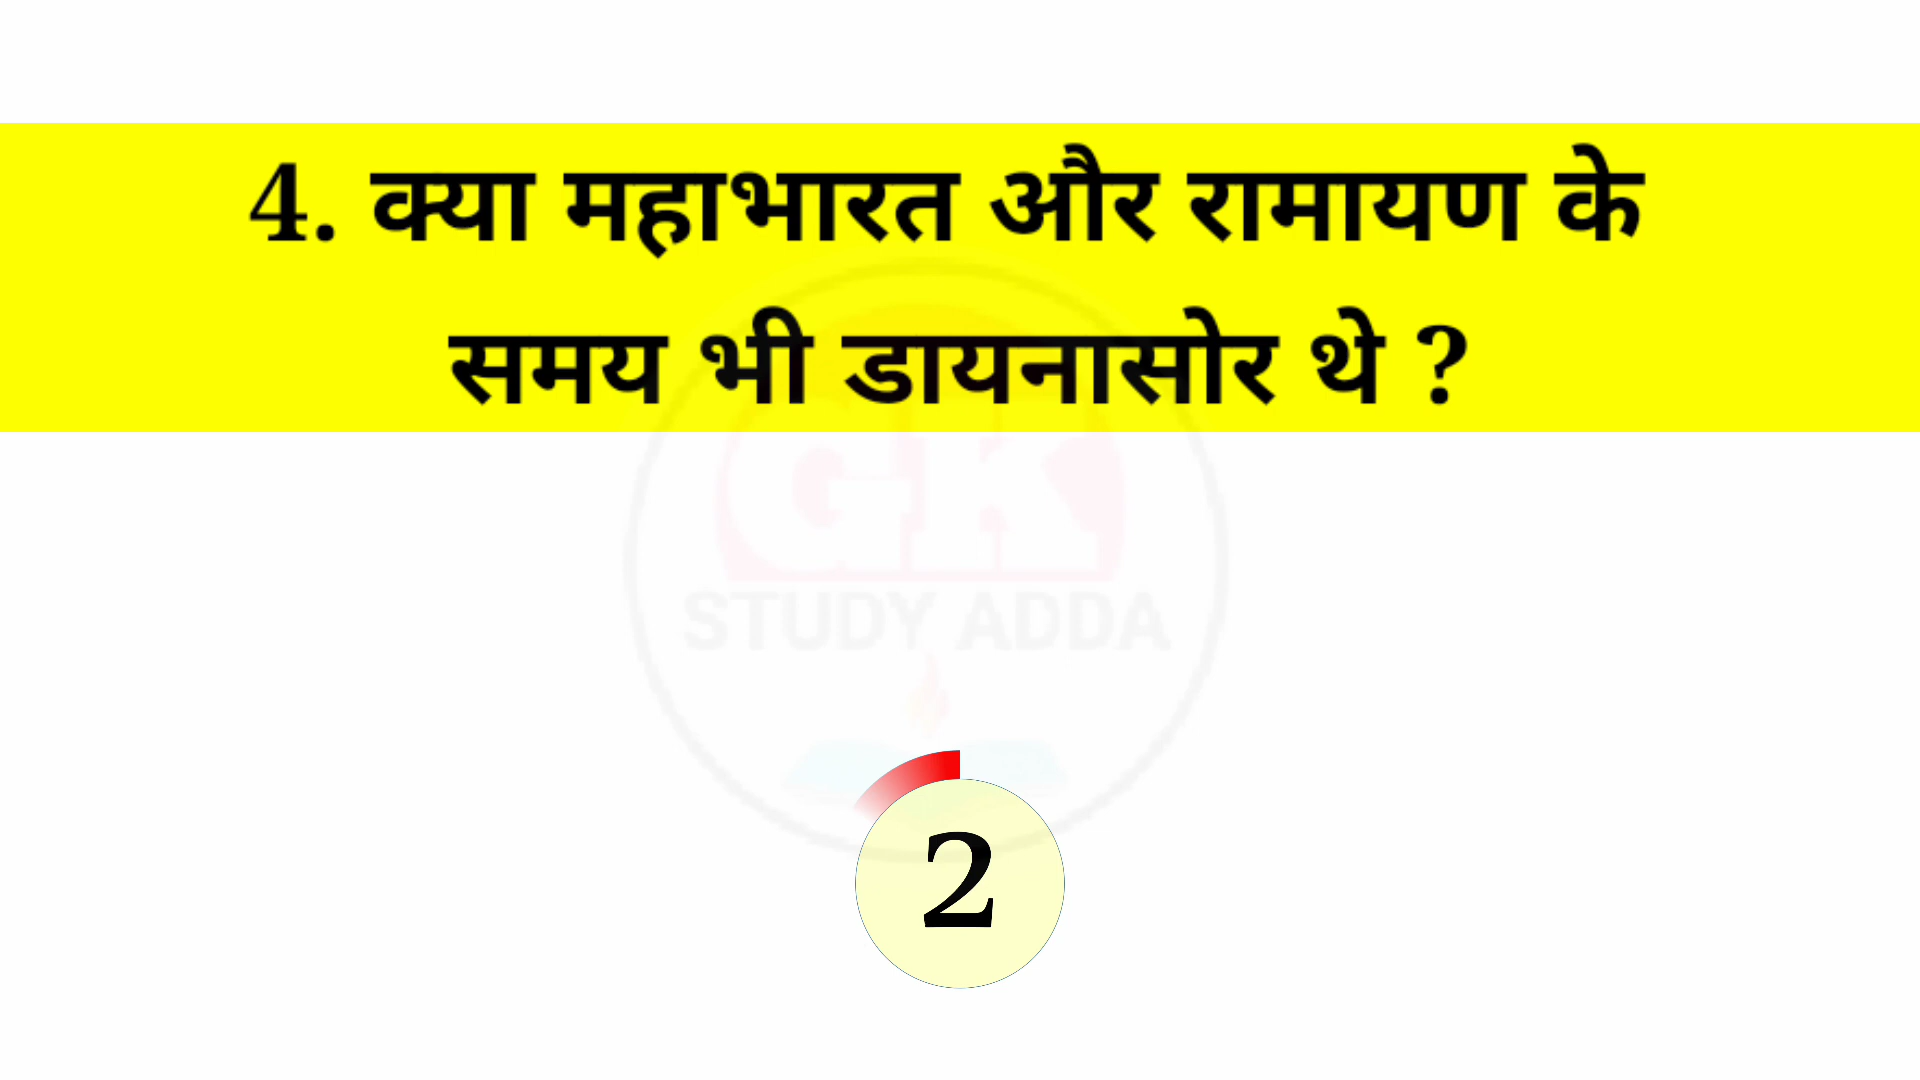 4. क्या महाभारत और रामायण के
समय भी डायनासोर थे ?
GK
STUDY ADDA
2